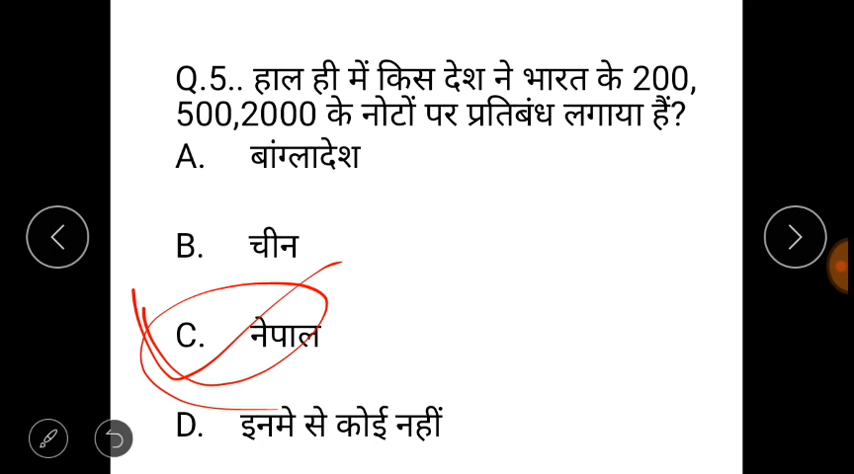 Q.5.. हाल ही में किस देश ने भारत के 200,
500,2000 के नोटों पर प्रतिबंध लगाया हैं?
A. बांग्लादेश
B. चीन
C. नेपाल
D. इनमे से कोई नहीं